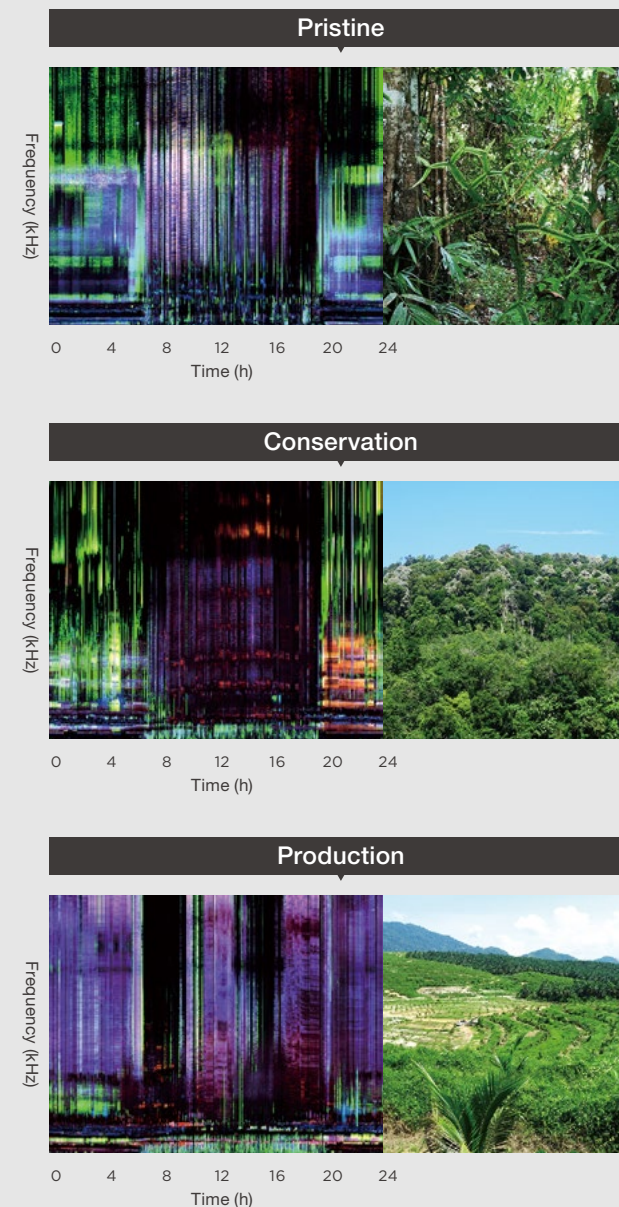 Pristine
Frequency (kHz)
0 4 8 12 16 20 24
Time (h)
Conservation
Frequency (kHz)
0 4 8 12 16 20 24
Time (h)
Production
Frequency (kHz)
0 4 8 12 16 20 24
Time (h)